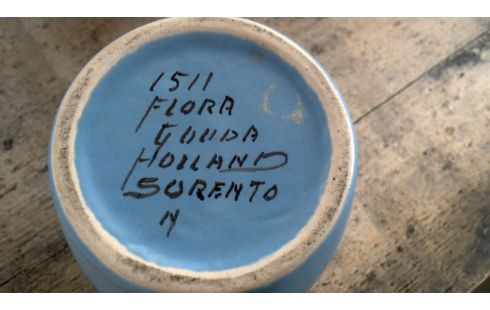 1511
FLORA
GOUDA
HOLLAND
SORENTO
N